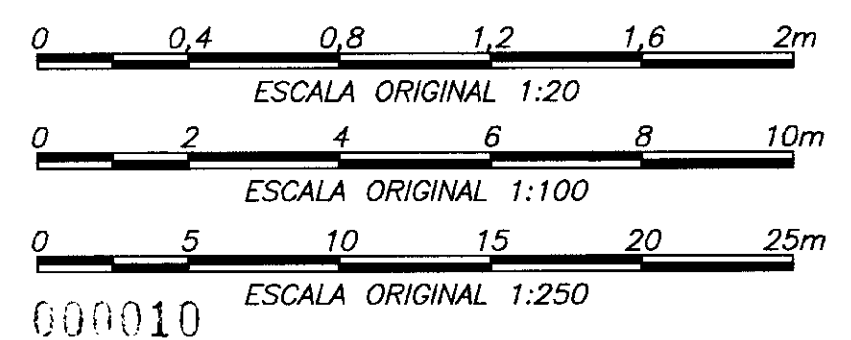 0 0,4 0,8 1,2 1,6 2m
ESCALA ORIGINAL 1:20
0 2 4 6 8 10m
ESCALA ORIGINAL 1:100
0 5 10 15 20 25m
ESCALA ORIGINAL 1:250
000010